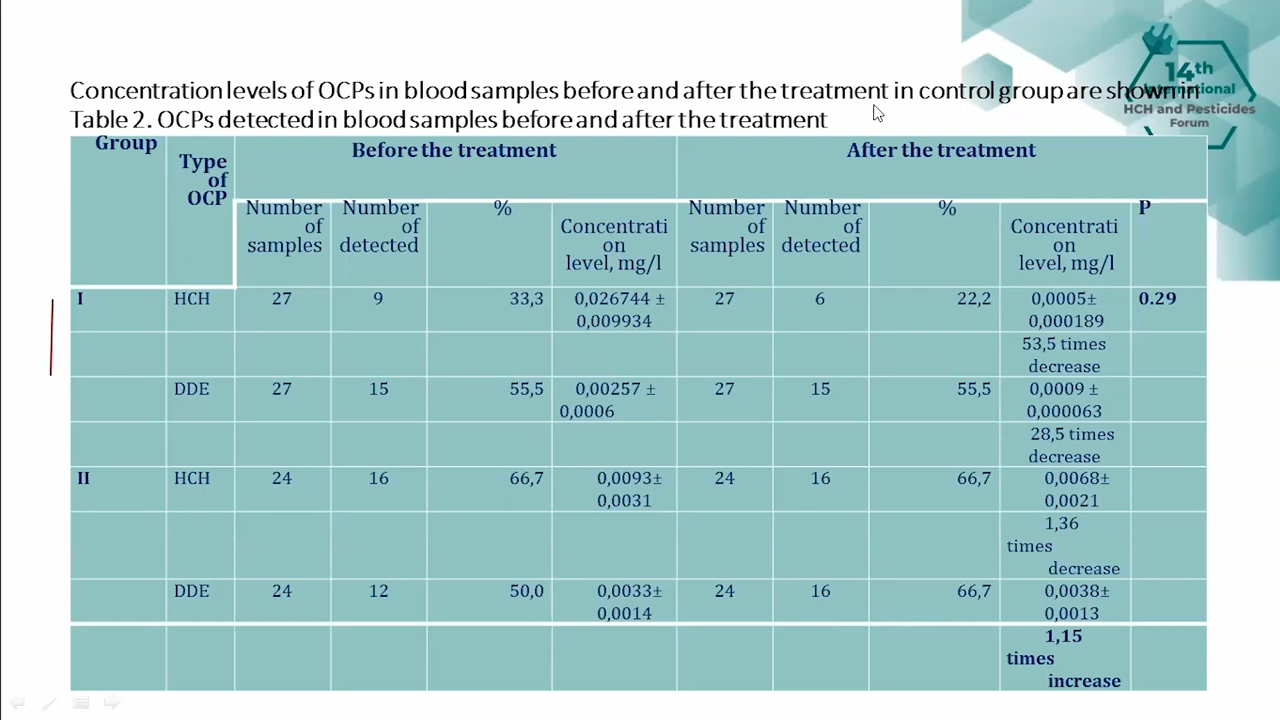 Concentration levels of OCPs in blood samples before and after the treatment in control group are shown in
Table 2. OCPs detected in blood samples before and after the treatment
14th
International
HCH and Pesticides
Forum
Group Type of OCP Before the treatment After the treatment
Number of samples Number of detected % Concentrati on level, mg/l Number of samples Number of detected % Concentrati on level, mg/l P
I HCH 27 9 33,3 0,026744 ± 0,009934 27 6 22,2 0,0005± 0,000189 0.29
53,5 times decrease
DDE 27 15 55,5 0,00257 ± 0,0006 27 15 55,5 0,0009 ± 0,000063
28,5 times decrease
II HCH 24 16 66,7 0,0093± 0,0031 24 16 66,7 0,0068± 0,0021
1,36 times decrease
DDE 24 12 50,0 0,0033± 0,0014 24 16 66,7 0,0038± 0,0013
1,15 times increase